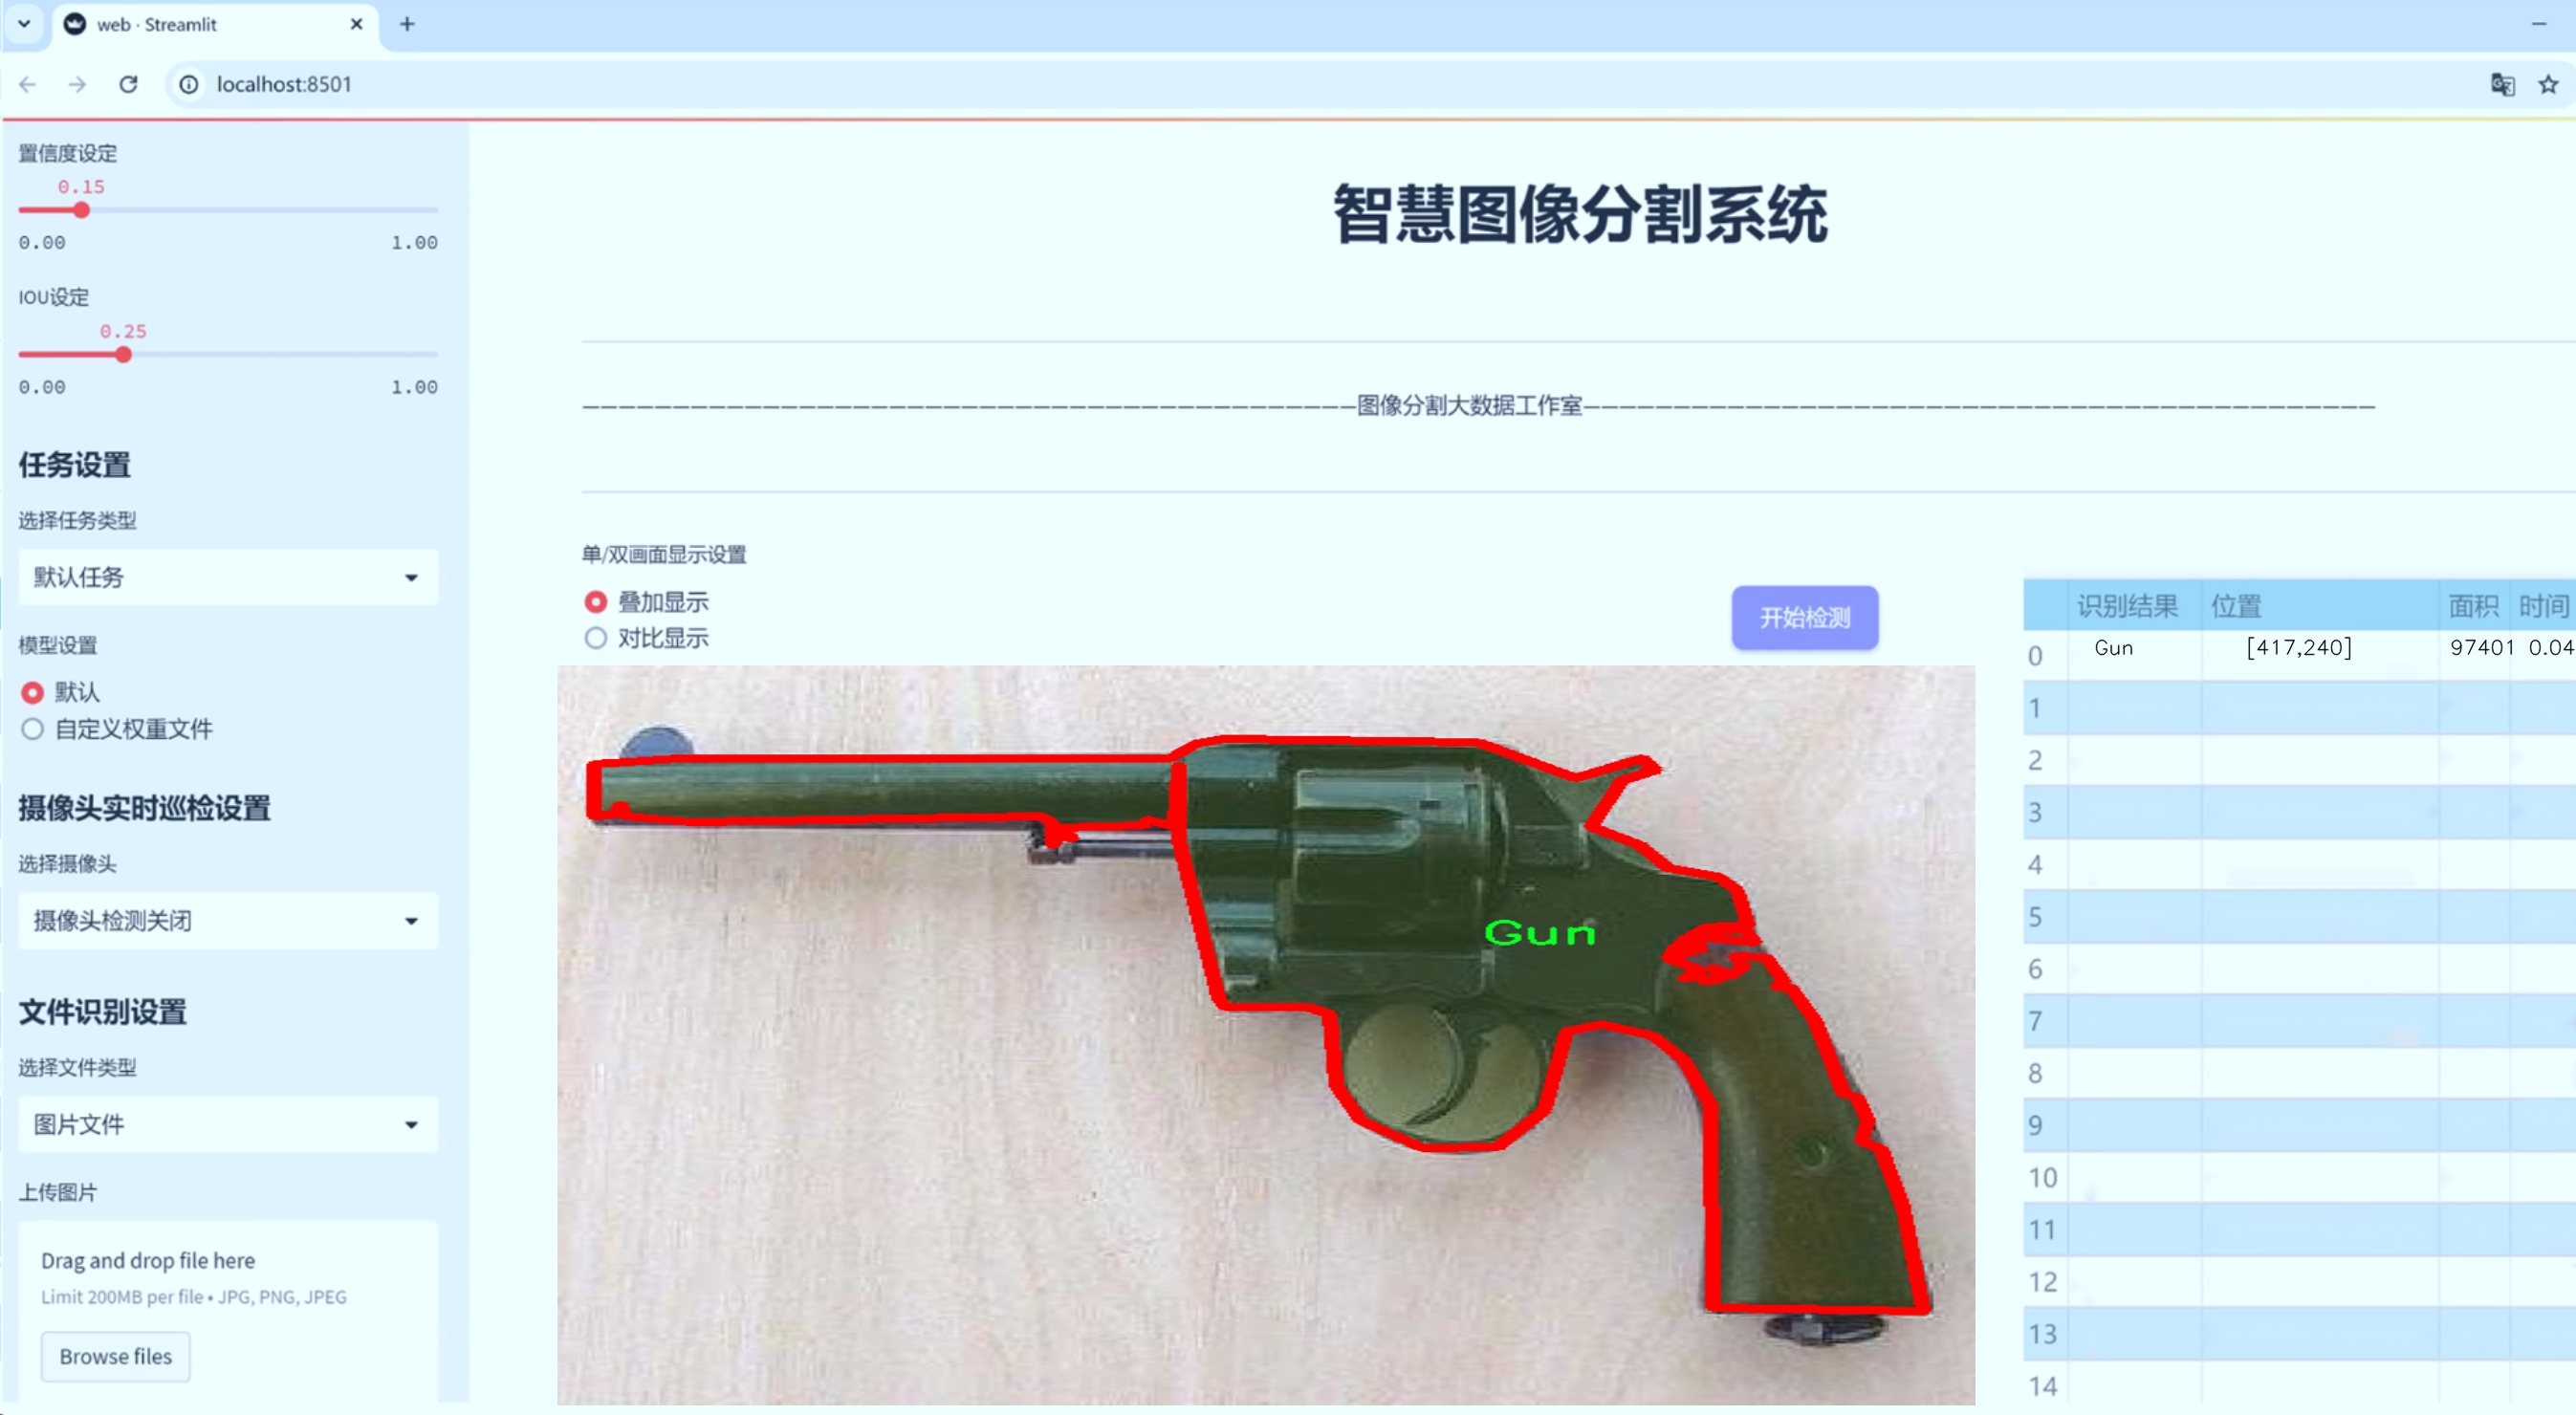 web · Streamlit
localhost:8501
置信度设定
0.15
0.00 1.00
IOU设定
0.25
0.00 1.00
任务设置
选择任务类型
默认任务
模型设置
默认
自定义权重文件
摄像头实时巡检设置
选择摄像头
摄像头检测关闭
文件识别设置
选择文件类型
图片文件
上传图片
Drag and drop file here
Limit 200MB per file • JPG, PNG, JPEG
Browse files
智慧图像分割系统
———————————————————————————————————————————图像分割大数据工作室————————————————————————————————————————————
单/双画面显示设置
叠加显示
对比显示
开始检测
Gun
识别结果 位置 面积 时间
0 Gun [417,240] 97401 0.04
1
2
3
4
5
6
7
8
9
10
11
12
13
14